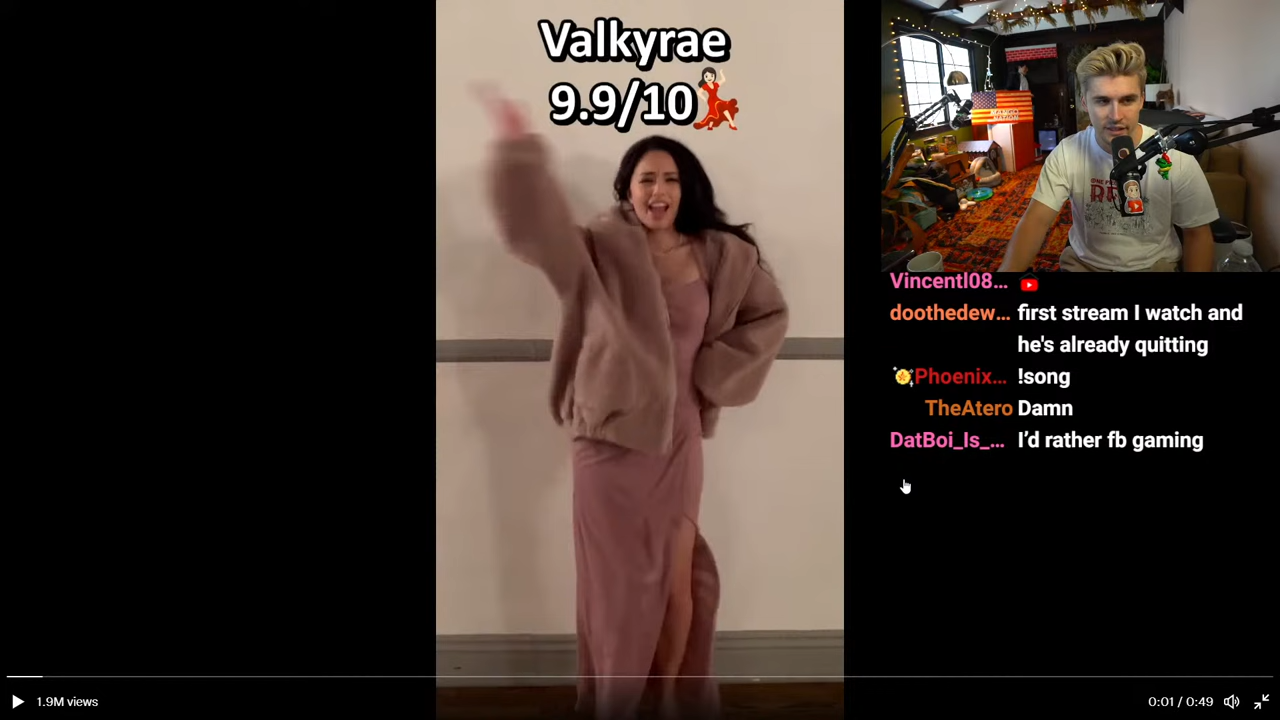 Valkyrae
9.9/10
Vincentl08...
doothedew... first stream I watch and
he's already quitting
Phoenix... !song
TheAtero Damn
DatBoi_Is_... I’d rather fb gaming
1.9M views
0:01 / 0:49